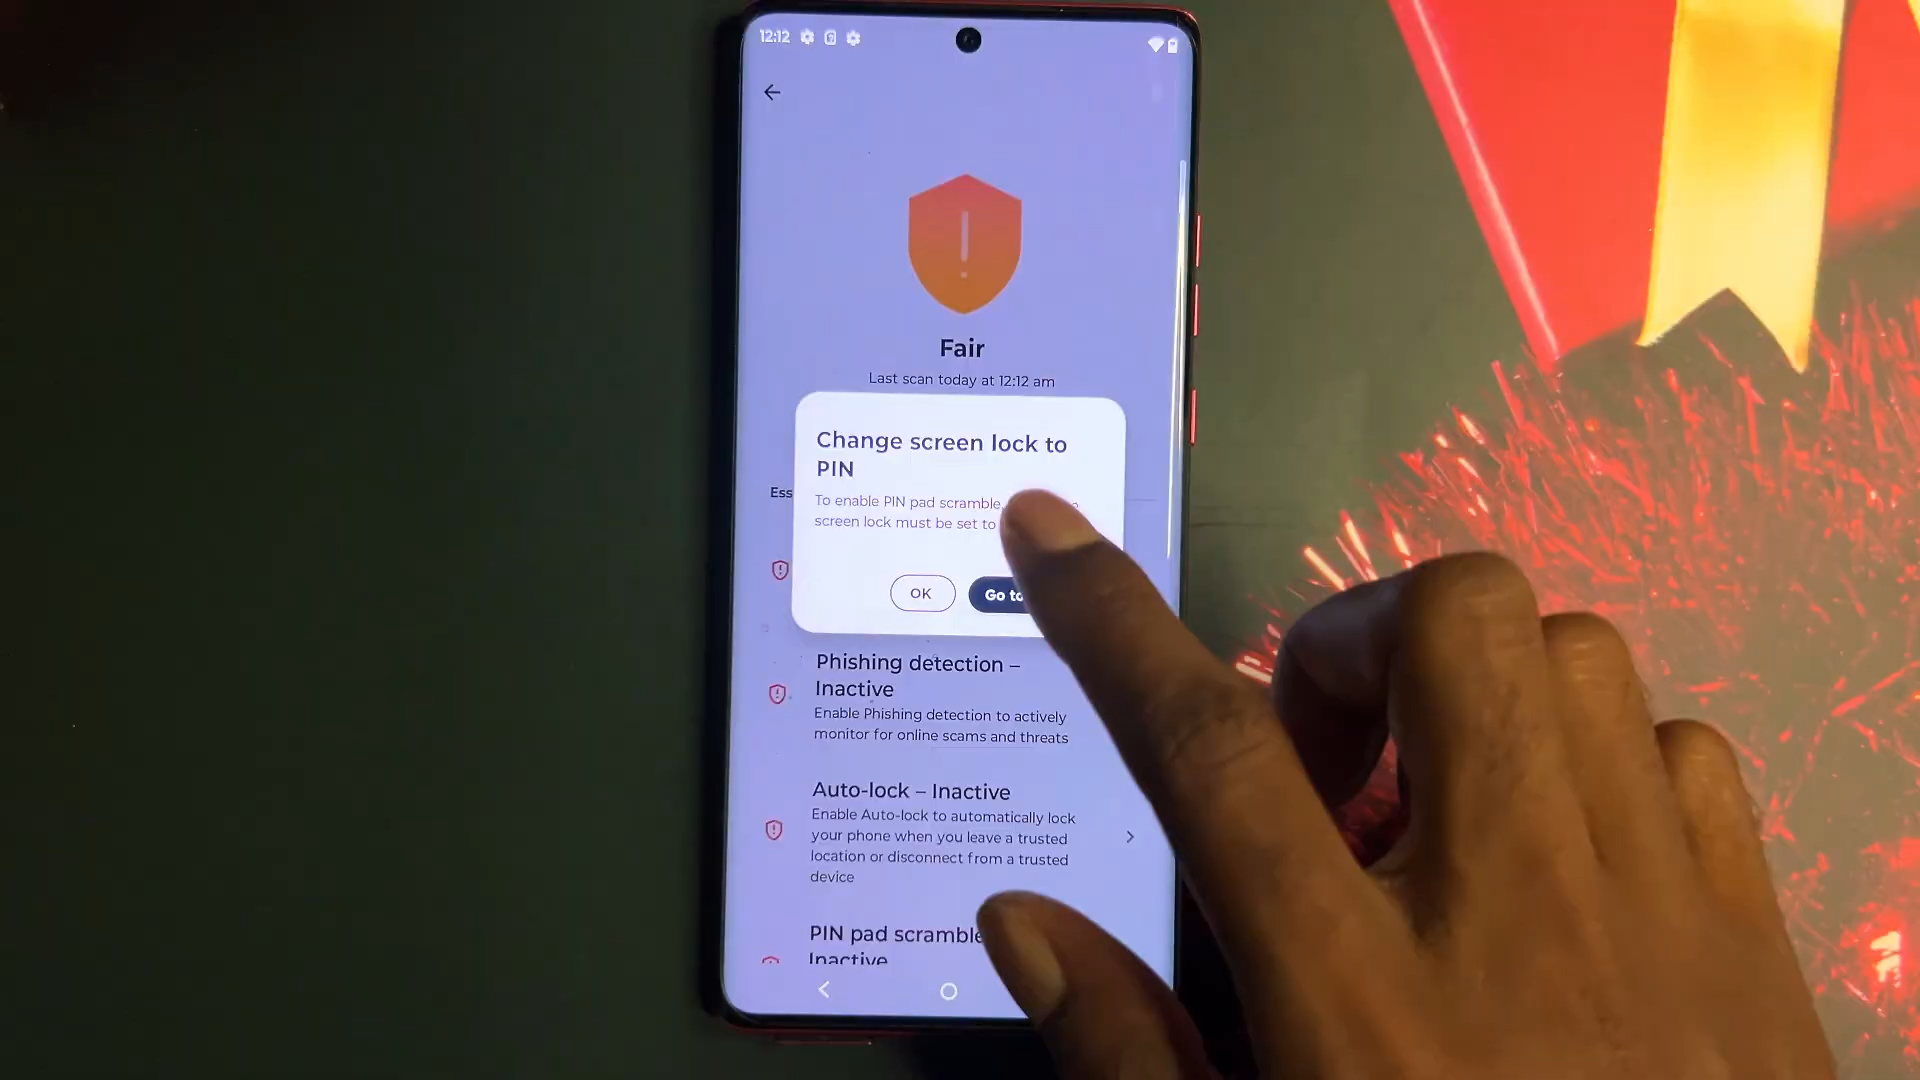 12:12
Fair
Last scan today at 12:12 am
Change screen lock to
PIN
Ess
To enable PIN pad scramble,
screen lock must be set to
OK
Go to
Phishing detection –
Inactive
Enable Phishing detection to actively
monitor for online scams and threats
Auto-lock – Inactive
Enable Auto-lock to automatically lock
your phone when you leave a trusted
location or disconnect from a trusted
device
PIN pad scramble
Inactive